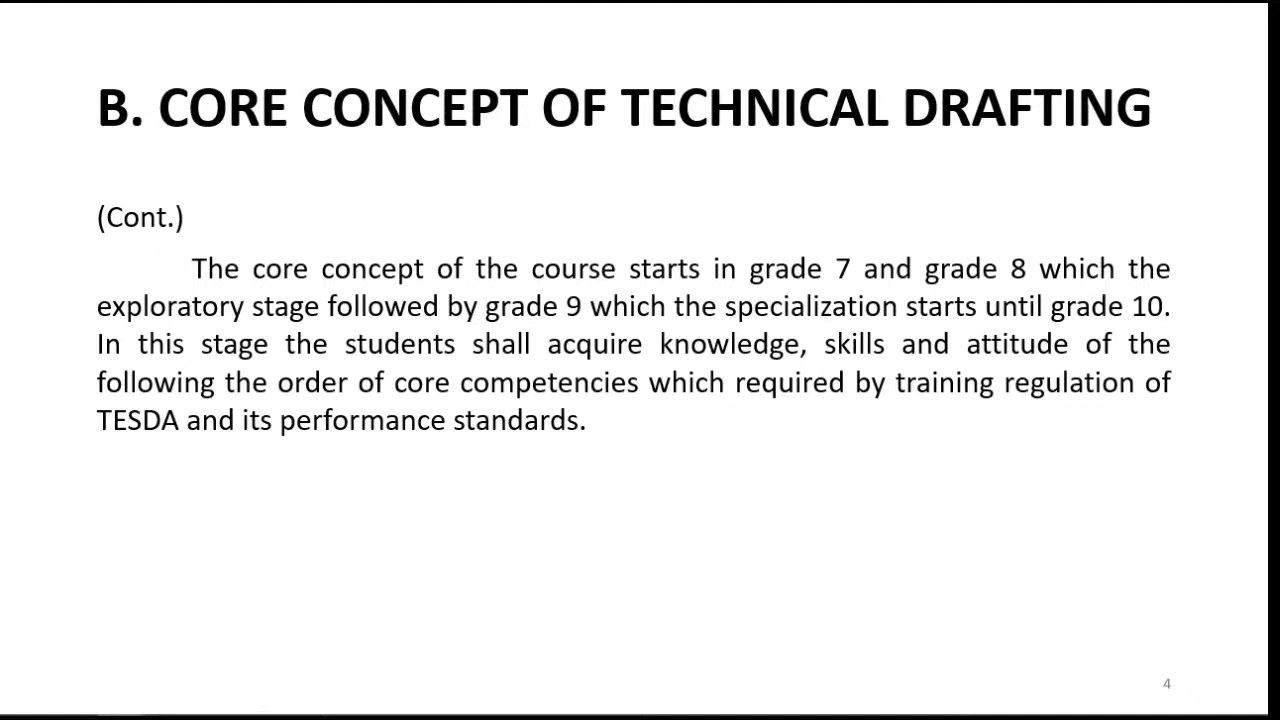 B. CORE CONCEPT OF TECHNICAL DRAFTING
(Cont.)
The core concept of the course starts in grade 7 and grade 8 which the
exploratory stage followed by grade 9 which the specialization starts until grade 10.
In this stage the students shall acquire knowledge, skills and attitude of the
following the order of core competencies which required by training regulation of
TESDA and its performance standards.
4